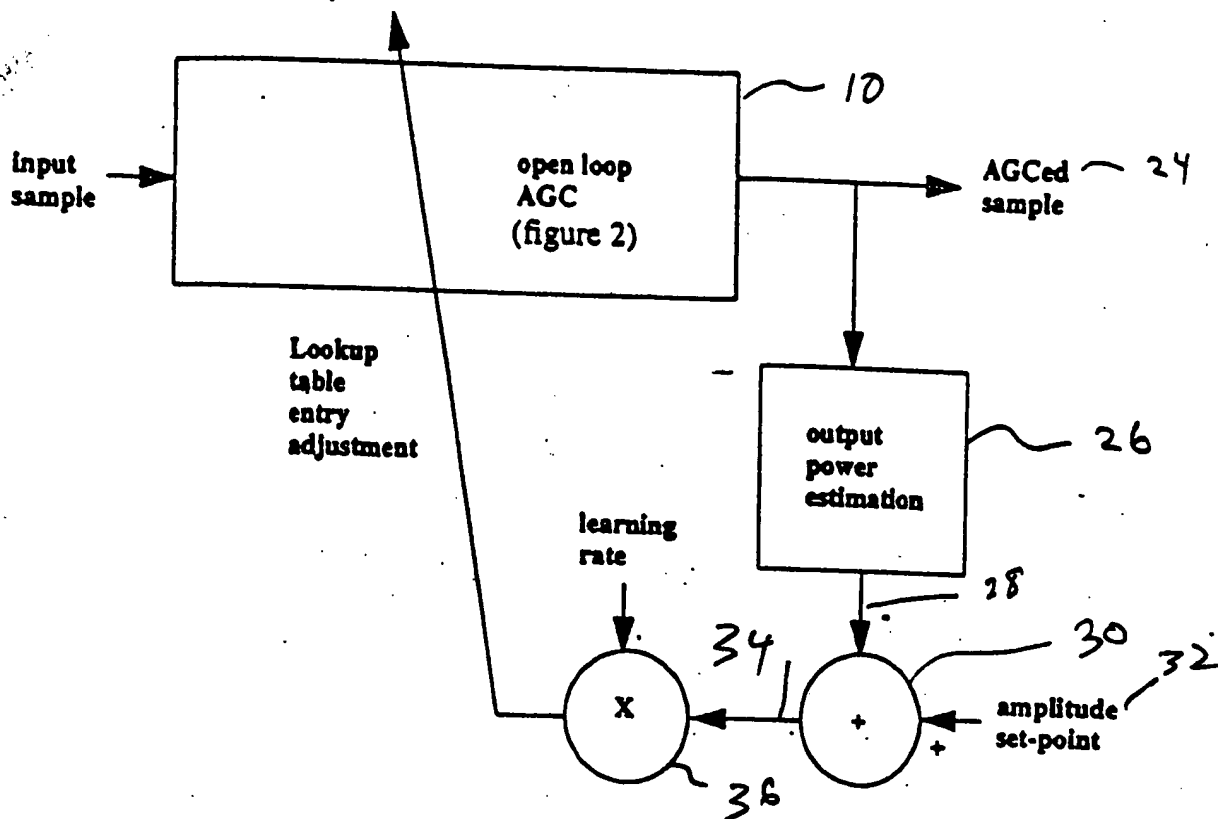 10
input
sample
open loop
AGC
(figure 2)
AGCed
sample
24
Lookup
table
entry
adjustment
output
power
estimation
26
learning
rate
28
34
30
32
X
+
+
amplitude
set-point
36